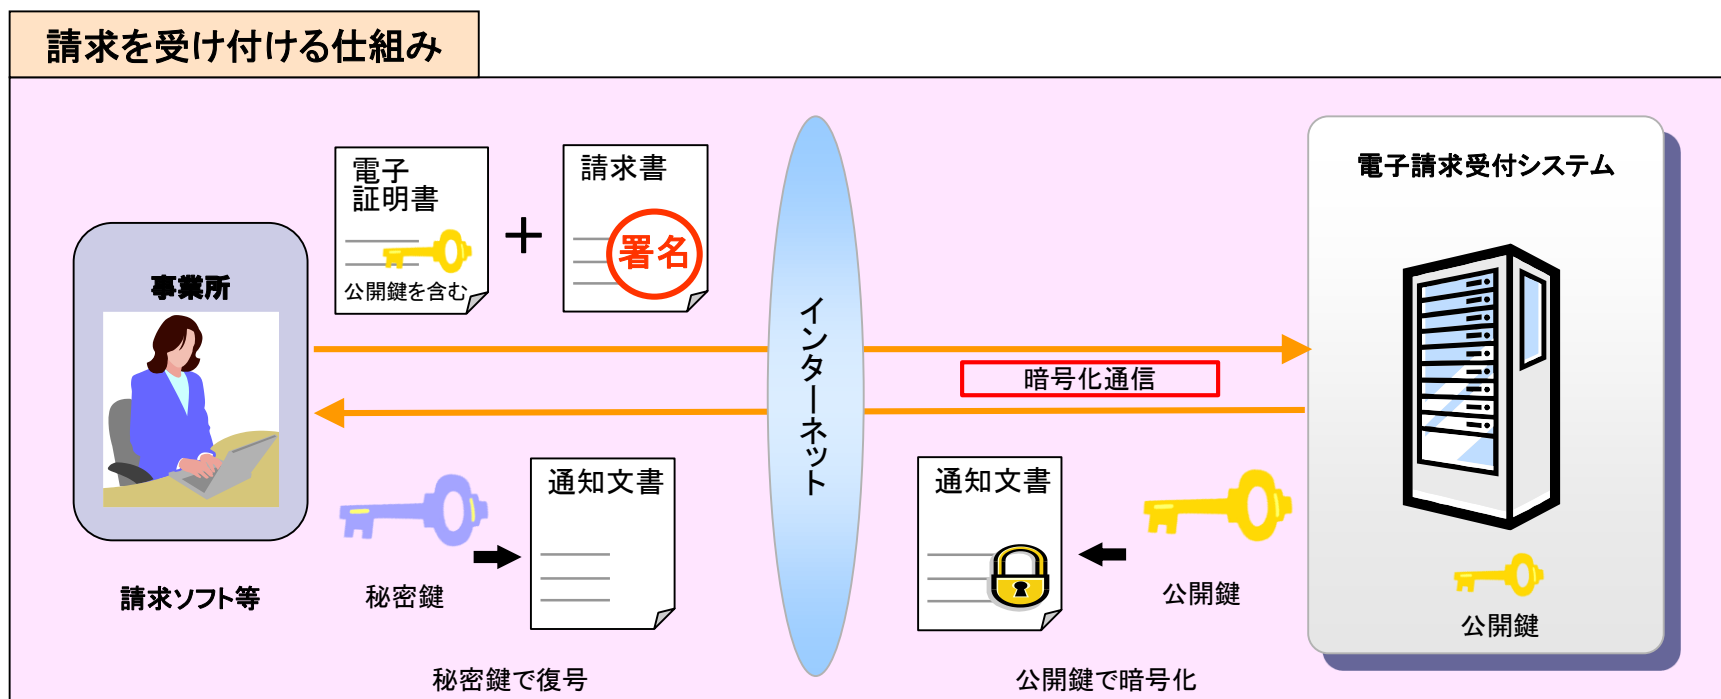 請求を受け付ける仕組み
電子
証明書
公開鍵を含む
＋
請求書
署名
事業所
請求ソフト等
インターネット
暗号化通信
電子請求受付システム
公開鍵
秘密鍵
通知文書
秘密鍵で復号
通知文書
公開鍵
公開鍵で暗号化